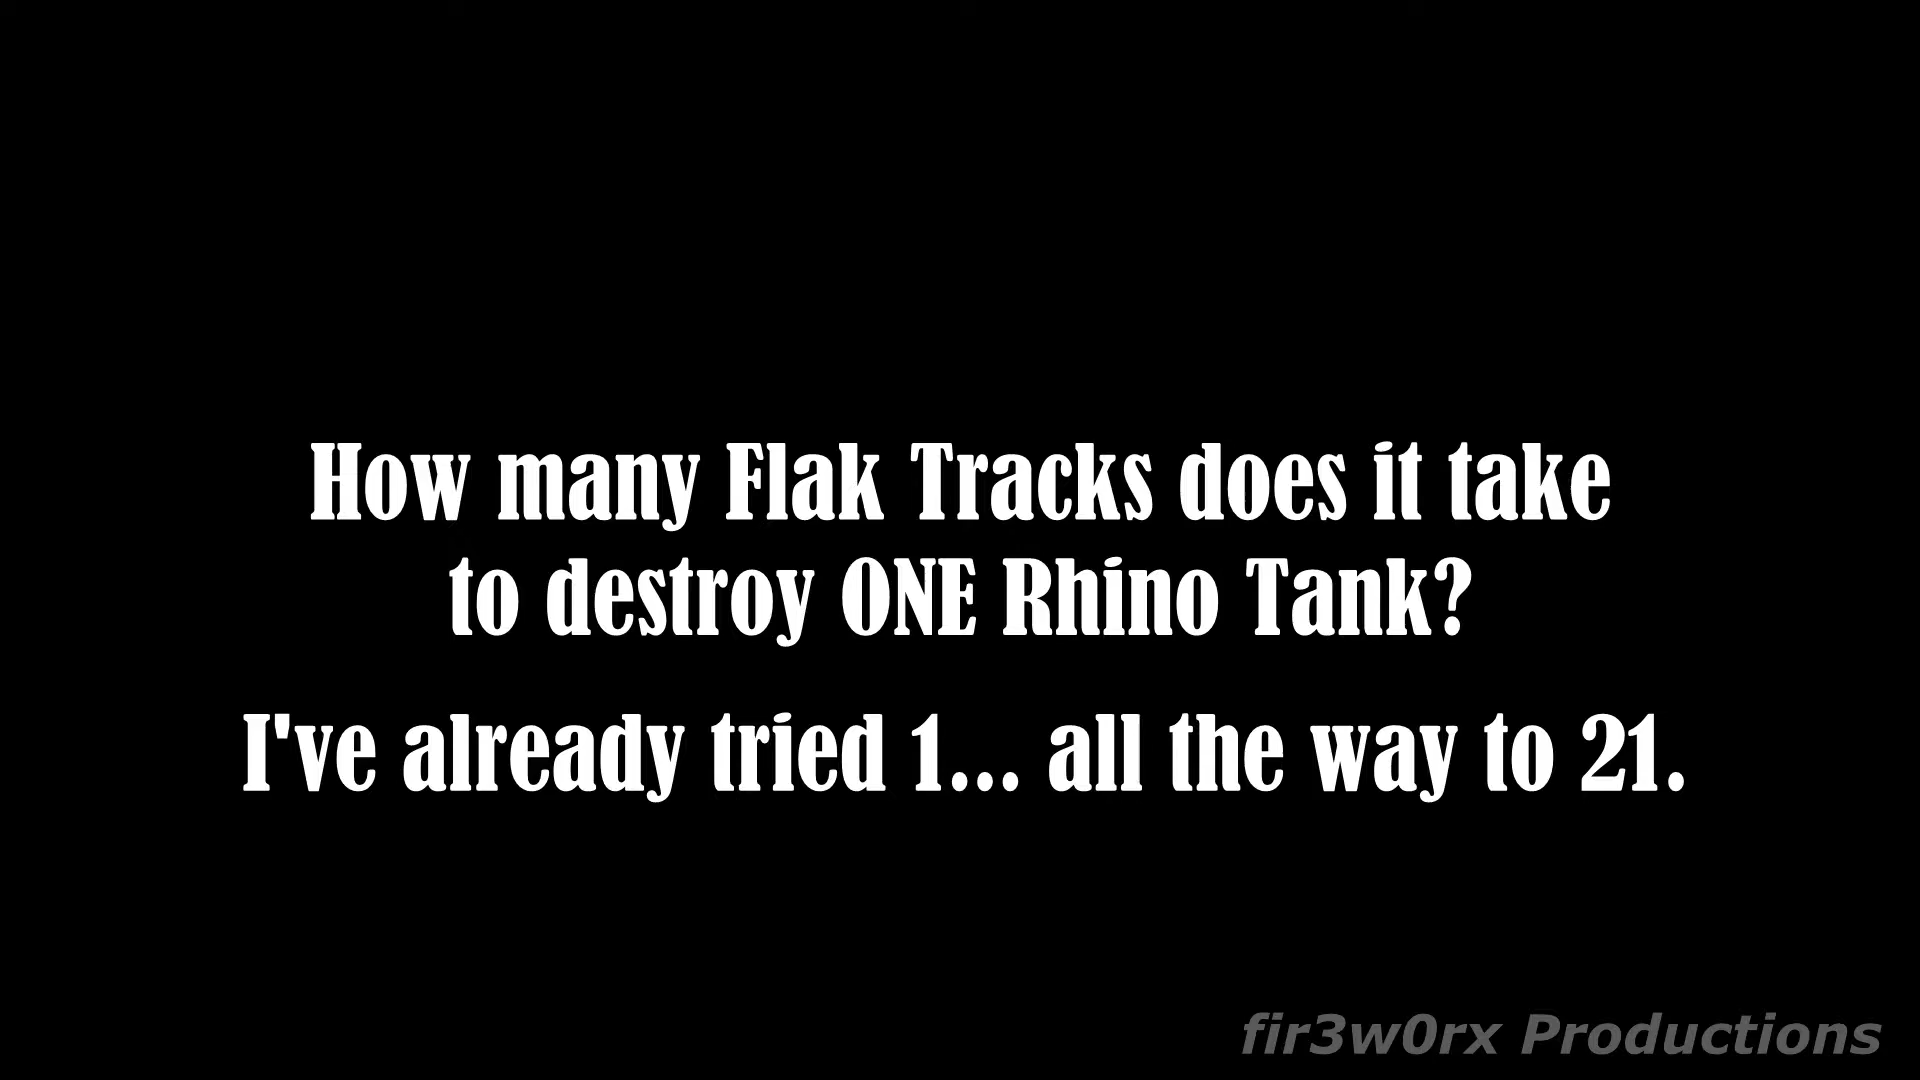 How many Flak Tracks does it take
to destroy ONE Rhino Tank?
I've already tried 1... all the way to 21.
fir3w0rx Productions